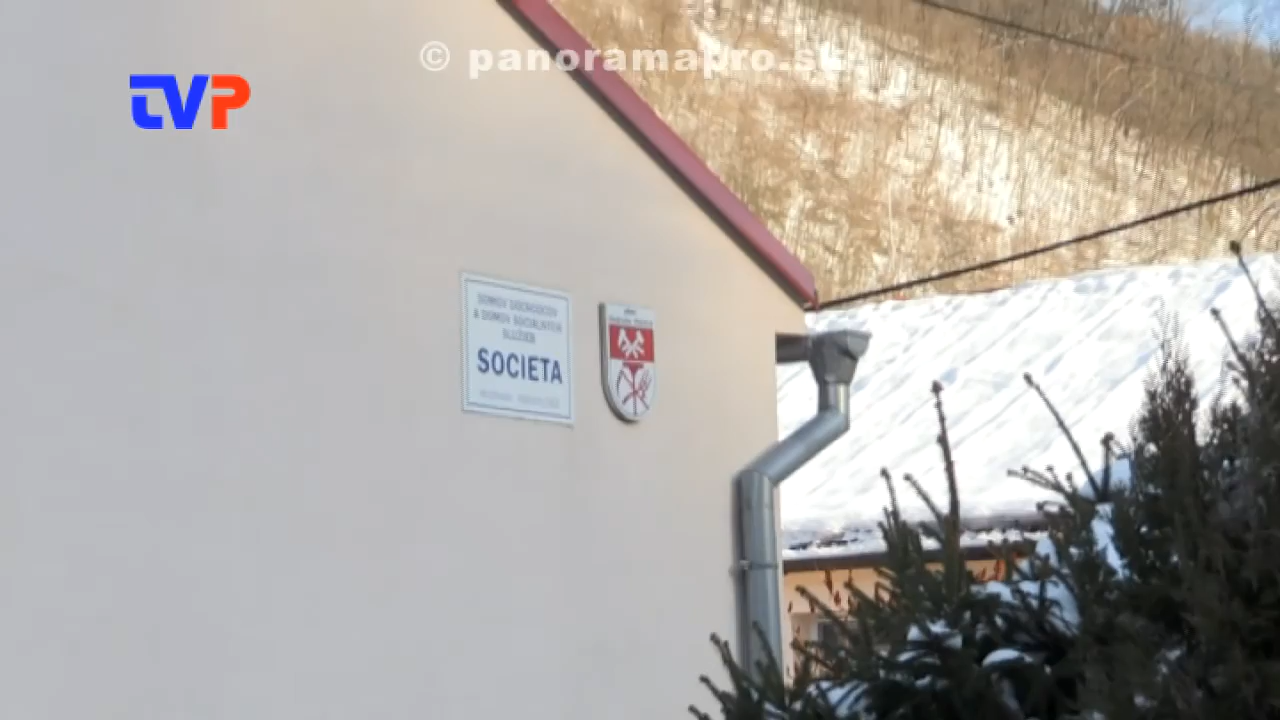 © panoramapro.sk
TVP
DOMOV DÔCHODCOV
A DOMOV SOCIÁLNYCH
SLUŽIEB
SOCIETA